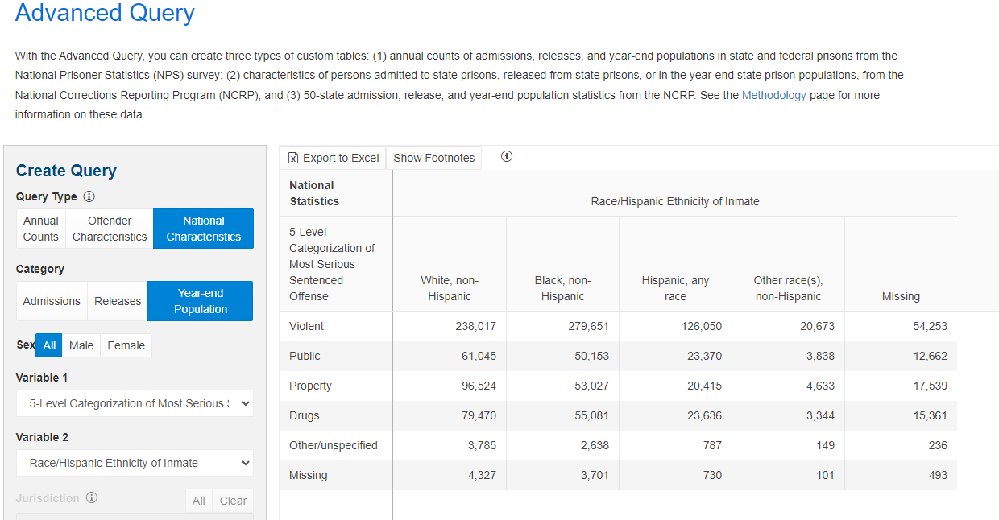 Advanced Query
With the Advanced Query, you can create three types of custom tables: (1) annual counts of admissions, releases, and year-end populations in state and federal prisons from the
National Prisoner Statistics (NPS) survey; (2) characteristics of persons admitted to state prisons, released from state prisons, or in the year-end state prison populations, from the
National Corrections Reporting Program (NCRP); and (3) 50-state admission, release, and year-end population statistics from the NCRP. See the Methodology page for more
information on these data.
Create Query
Query Type
Annual Counts
Offender Characteristics
National Characteristics
Category
Admissions
Releases
Year-end Population
Sex All Male Female
Variable 1
5-Level Categorization of Most Serious
Variable 2
Race/Hispanic Ethnicity of Inmate
Jurisdiction All Clear
Export to Excel Show Footnotes
National
Statistics
Race/Hispanic Ethnicity of Inmate
5-Level
Categorization of
Most Serious
Sentenced
Offense
White, non-Hispanic
Black, non-Hispanic
Hispanic, any race
Other race(s), non-Hispanic
Missing
Violent 238,017 279,651 126,050 20,673 54,253
Public 61,045 50,153 23,370 3,838 12,662
Property 96,524 53,027 20,415 4,633 17,539
Drugs 79,470 55,081 23,636 3,344 15,361
Other/unspecified 3,785 2,638 787 149 236
Missing 4,327 3,701 730 101 493